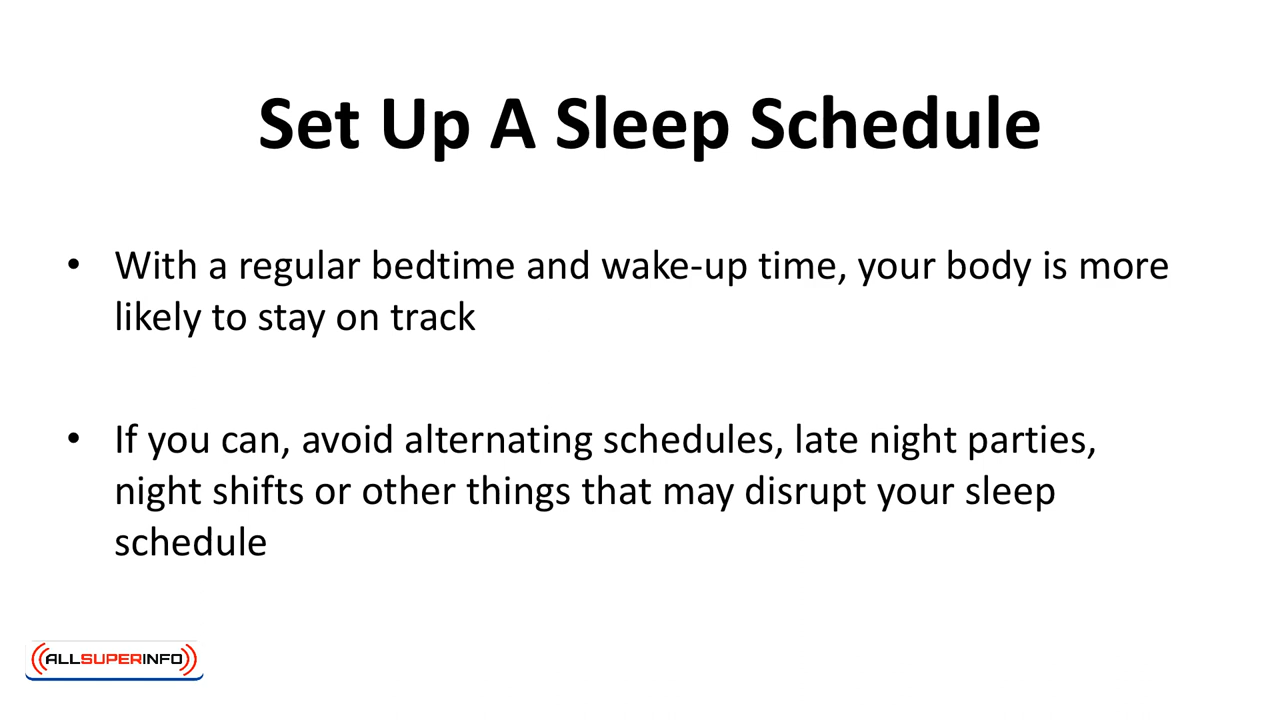 Set Up A Sleep Schedule
• With a regular bedtime and wake-up time, your body is more
likely to stay on track
• If you can, avoid alternating schedules, late night parties,
night shifts or other things that may disrupt your sleep
schedule
ALLSUPERINFO